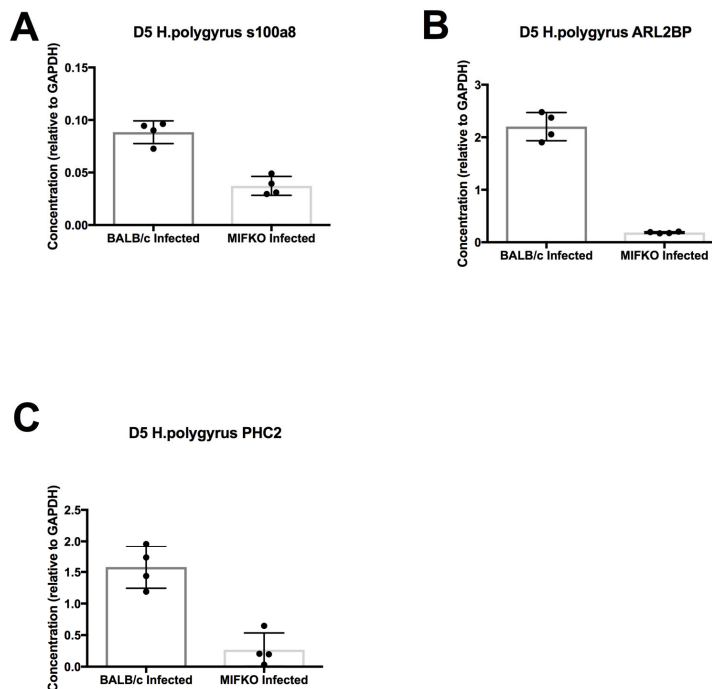 A
D5 H.polygyrus s100a8
Concentration (relative to GAPDH)
0.15
0.10
0.05
0.00
BALB/c Infected MIFKO Infected
B
D5 H.polygyrus ARL2BP
Concentration (relative to GAPDH)
3
2
1
0
BALB/c Infected MIFKO Infected
C
D5 H.polygyrus PHC2
Concentration (relative to GAPDH)
2.5
2.0
1.5
1.0
0.5
0.0
BALB/c Infected MIFKO Infected